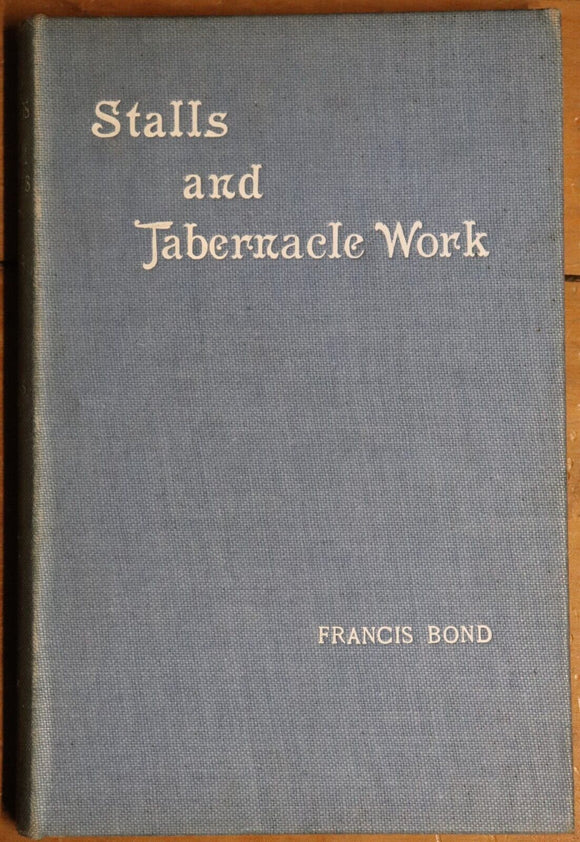 Stalls
and
Tabernacle Work
FRANCIS BOND